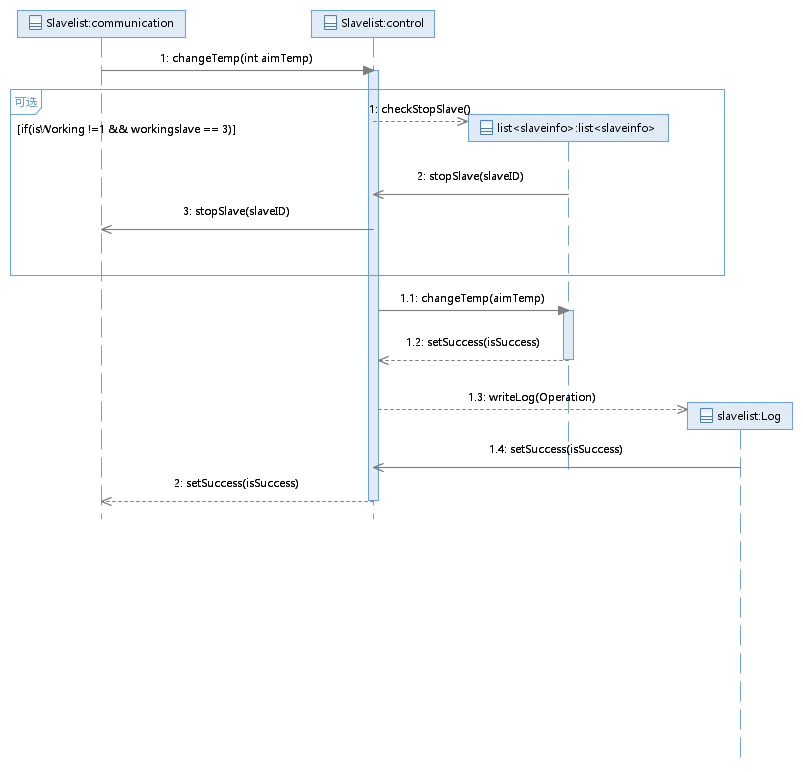 Slavelist:communication
Slavelist:control
1: changeTemp(int aimTemp)
可选
1: checkStopSlave()
[if(isWorking !=1 && workingslave == 3)]
list<slaveinfo>:list<slaveinfo>
2: stopSlave(slaveID)
3: stopSlave(slaveID)
1.1: changeTemp(aimTemp)
1.2: setSuccess(isSuccess)
1.3: writeLog(Operation)
slavelist:Log
1.4: setSuccess(isSuccess)
2: setSuccess(isSuccess)